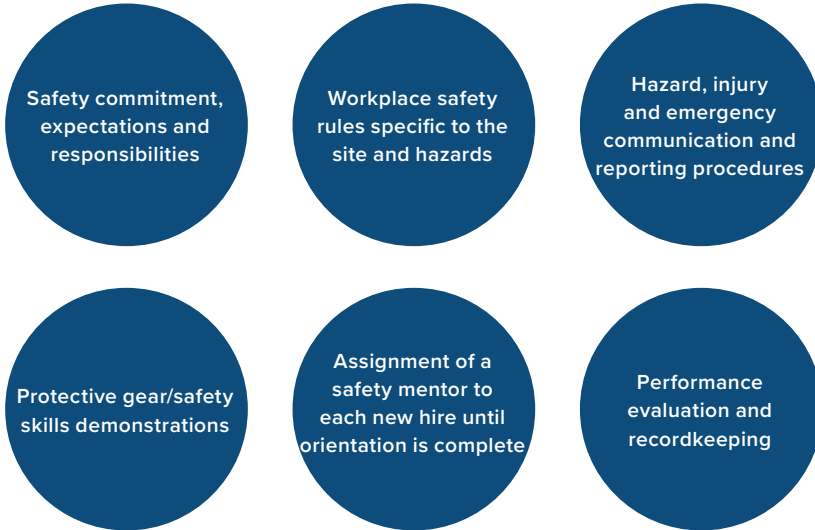 Safety commitment,
expectations and
responsibilities
Workplace safety
rules specific to the
site and hazards
Hazard, injury
and emergency
communication and
reporting procedures
Protective gear/safety
skills demonstrations
Assignment of a
safety mentor to
each new hire until
orientation is complete
Performance
evaluation and
recordkeeping